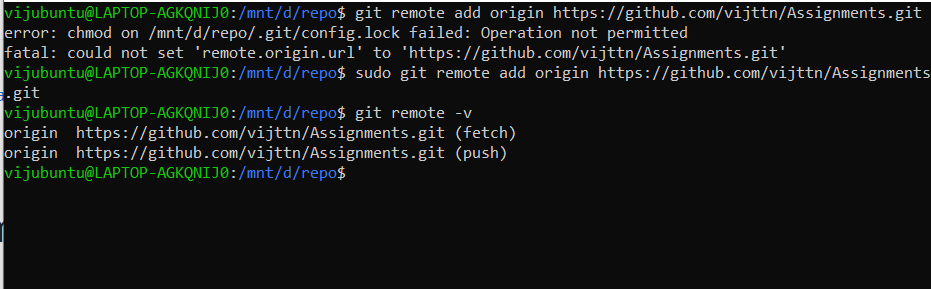 vijubuntu@LAPTOP-AGKQNIJ0:/mnt/d/repo$ git remote add origin https://github.com/vijttn/Assignments.git
error: chmod on /mnt/d/repo/.git/config.lock failed: Operation not permitted
fatal: could not set 'remote.origin.url' to 'https://github.com/vijttn/Assignments.git'
vijubuntu@LAPTOP-AGKQNIJ0:/mnt/d/repo$ sudo git remote add origin https://github.com/vijttn/Assignments
.git
vijubuntu@LAPTOP-AGKQNIJ0:/mnt/d/repo$ git remote -v
origin  https://github.com/vijttn/Assignments.git (fetch)
origin  https://github.com/vijttn/Assignments.git (push)
vijubuntu@LAPTOP-AGKQNIJ0:/mnt/d/repo$